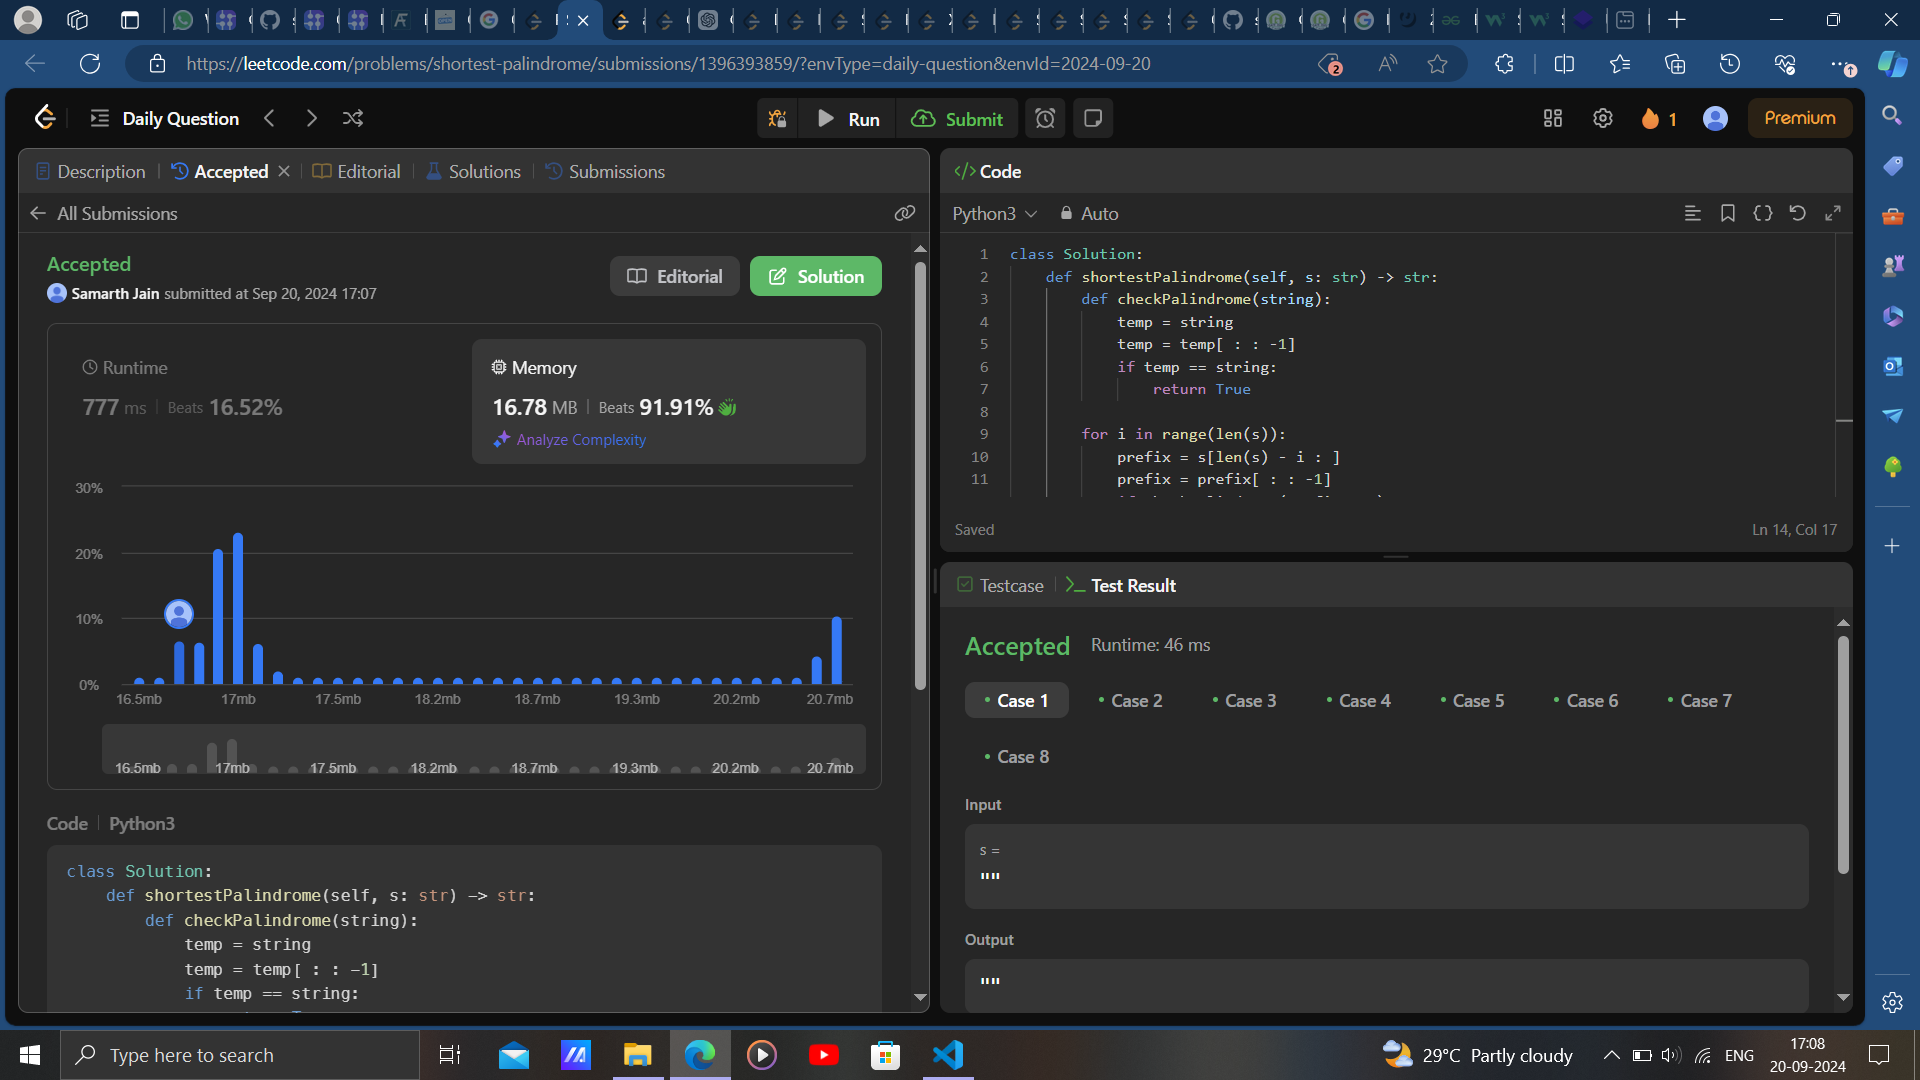 https://leetcode.com/problems/shortest-palindrome/submissions/1396393859/?envType=daily-question&envId=2024-09-20
2
Daily Question
Run
Submit
1
Premium
Description
Accepted
Editorial
Solutions
Submissions
All Submissions
Accepted
Samarth Jain submitted at Sep 20, 2024 17:07
Editorial
Solution
Runtime
777 ms
Beats 16.52%
Memory
16.78 MB
Beats 91.91%
Analyze Complexity
30%
20%
10%
0%
16.5mb 17mb 17.5mb 18.2mb 18.7mb 19.3mb 20.2mb 20.7mb
16.5mb 17mb 17.5mb 18.2mb 18.7mb 19.3mb 20.2mb 20.7mb
Code
Python3
class Solution:
def shortestPalindrome(self, s: str) -> str:
def checkPalindrome(string):
temp = string
temp = temp[ : : -1]
if temp == string:
</> Code
Python3
Auto
1 class Solution:
2 def shortestPalindrome(self, s: str) -> str:
3 def checkPalindrome(string):
4 temp = string
5 temp = temp[ : : -1]
6 if temp == string:
7 return True
8
9 for i in range(len(s)):
10 prefix = s[len(s) - i : ]
11 prefix = prefix[ : : -1]
Saved
Ln 14, Col 17
Testcase
Test Result
Accepted
Runtime: 46 ms
Case 1
Case 2
Case 3
Case 4
Case 5
Case 6
Case 7
Case 8
Input
s =
""
Output
""
Type here to search
29°C Partly cloudy
ENG
17:08
20-09-2024